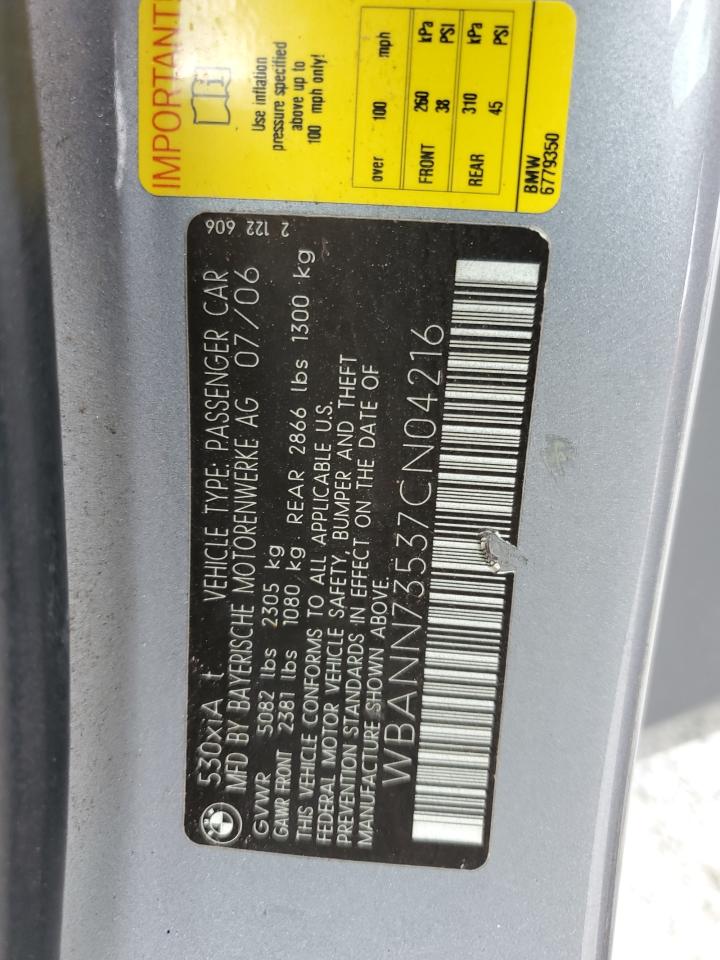 IMPORTANT
Use inflation
pressure specified
above up to
100 mph only!
over 100 mph
FRONT 260 kPa
38 PSI
REAR 310 kPa
45 PSI
BMW
6779350
2 122 606
530xiA t VEHICLE TYPE: PASSENGER CAR
MFD BY BAYERISCHE MOTORENWERKE AG 07/06
GVWR 5082 lbs 2305 kg
GAWR FRONT 2381 lbs 1080 kg. REAR 2866 lbs 1300 kg
THIS VEHICLE CONFORMS TO ALL APPLICABLE U.S.
FEDERAL MOTOR VEHICLE SAFETY, BUMPER AND THEFT
PREVENTION STANDARDS IN EFFECT ON THE DATE OF
MANUFACTURE SHOWN ABOVE.
WBANN73537CN04216